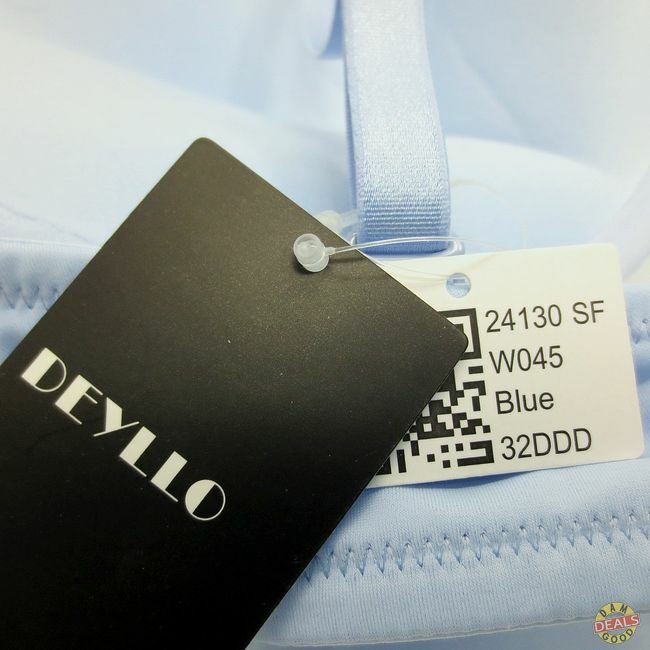 DEYLLO
24130 SF
W045
Blue
32DDD
DAM
DEALS
GOOD